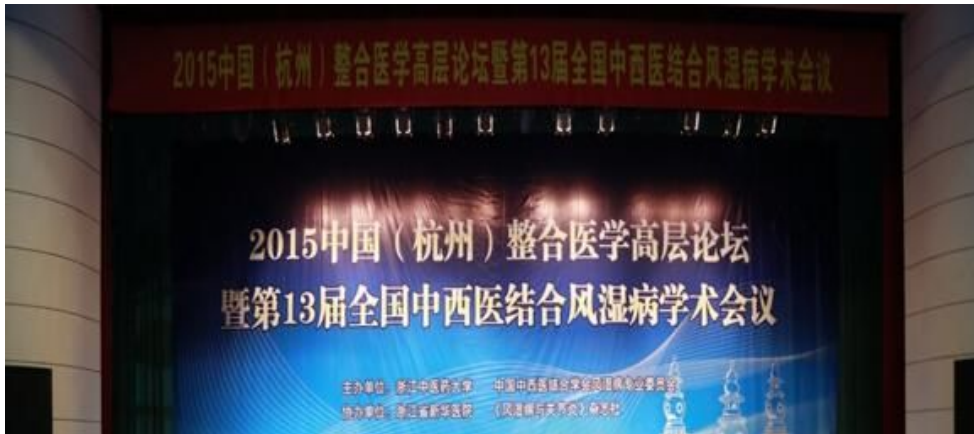 2015中国（杭州）整合医学高层论坛暨第13届全国中西医结合风湿病学术会议
2015中国（杭州）整合医学高层论坛
暨第13届全国中西医结合风湿病学术会议
主办单位：浙江中医药大学 中国中西医结合学会风湿病专业委员会
协办单位：浙江省新华医院 《风湿病与关节炎》杂志社